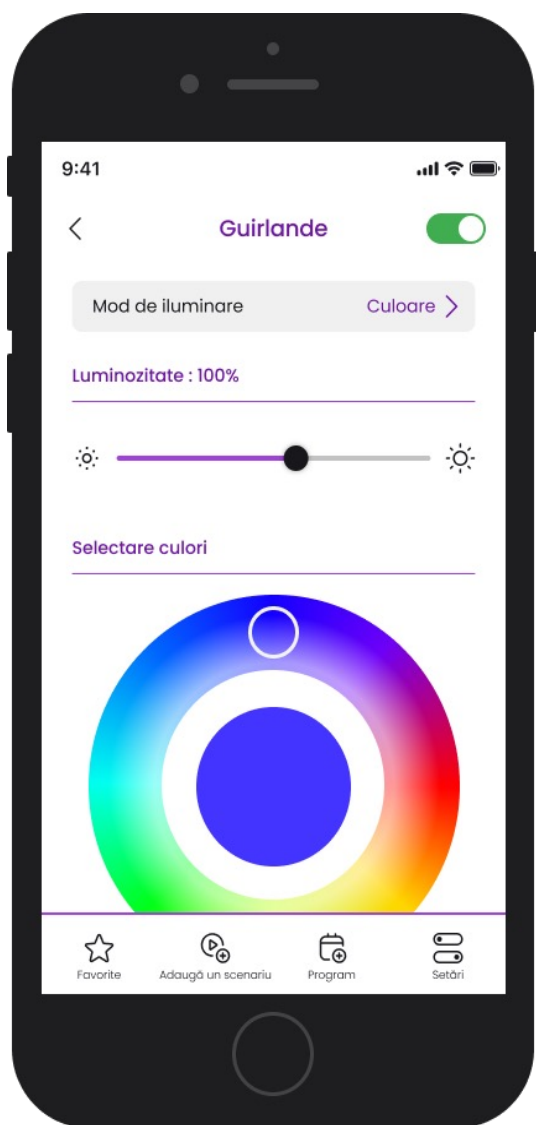 9:41
Guirlande
Mod de iluminare Culoare
Luminozitate : 100%
Selectare culori
Favorite Adaugă un scenariu Program Setări